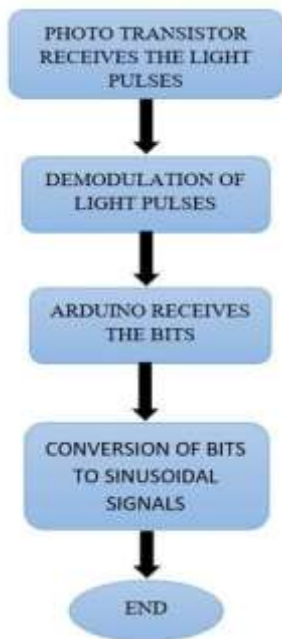 PHOTO TRANSISTOR
RECEIVES THE LIGHT
PULSES
DEMODULATION OF
LIGHT PULSES
ARDUINO RECEIVES
THE BITS
CONVERSION OF BITS
TO SINUSOIDAL
SIGNALS
END